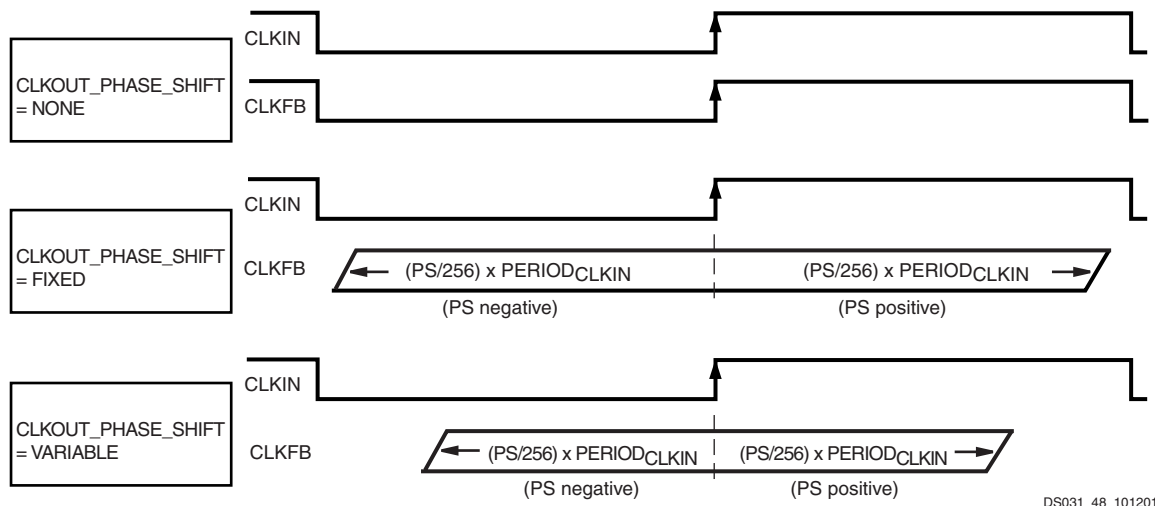 CLKIN
CLKOUT_PHASE_SHIFT
= NONE
CLKFB
CLKIN
CLKOUT_PHASE_SHIFT
= FIXED
CLKFB
(PS/256) x PERIODCLKIN
(PS/256) x PERIODCLKIN
(PS negative)
(PS positive)
CLKIN
CLKOUT_PHASE_SHIFT
= VARIABLE
CLKFB
(PS/256) x PERIODCLKIN
(PS/256) x PERIODCLKIN
(PS negative)
(PS positive)
DS031_48_101201